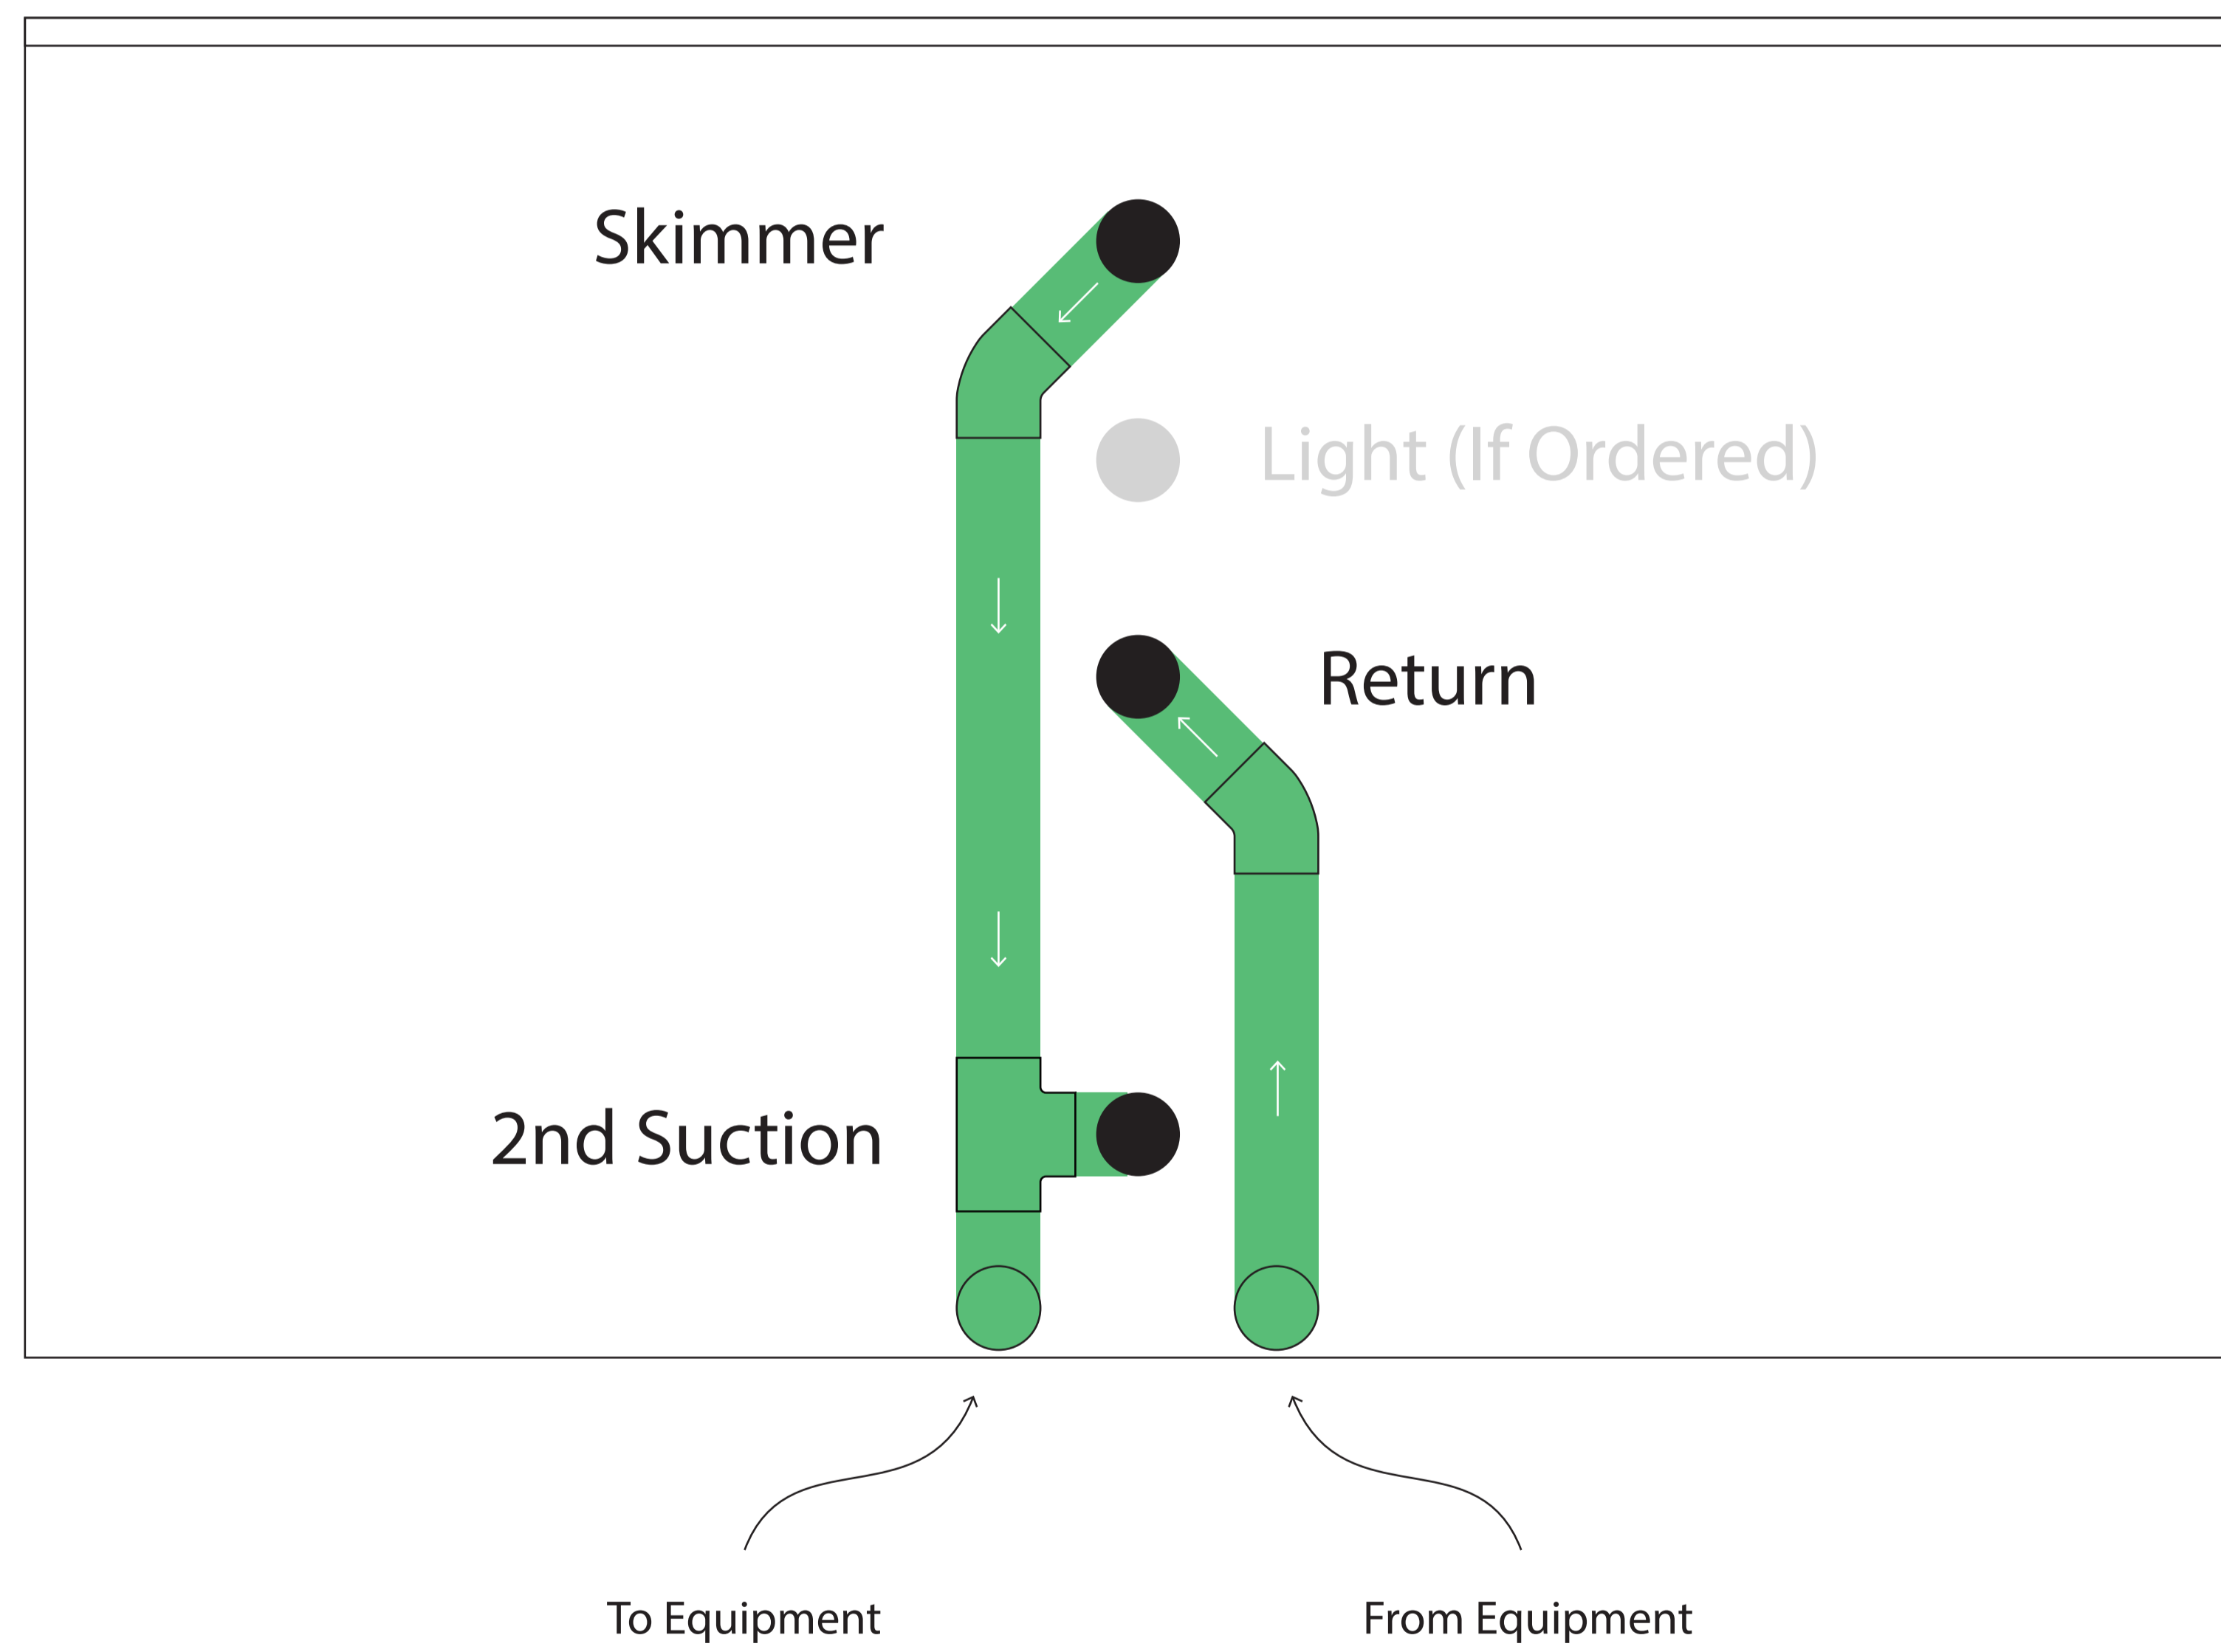 Skimmer
Light (If Ordered)
Return
2nd Suction
To Equipment
From Equipment